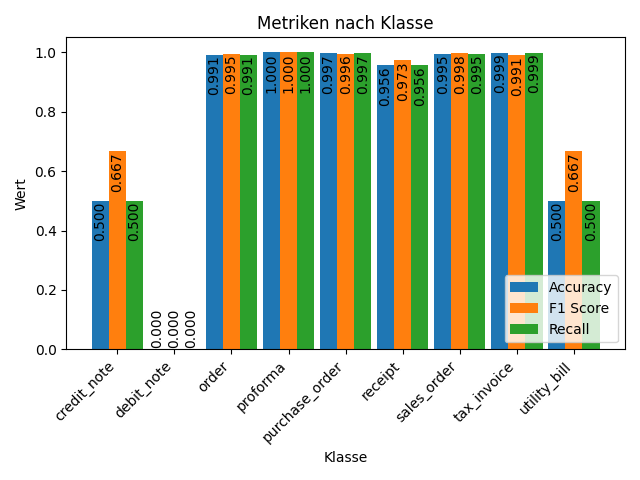 Metriken nach Klasse
Wert
1.0
0.8
0.6
0.4
0.2
0.0
0.500
0.667
0.500
0.000
0.000
0.000
0.991
0.995
0.991
1.000
1.000
1.000
0.997
0.996
0.997
0.956
0.973
0.956
0.995
0.998
0.995
0.999
0.991
0.999
0.500
0.667
0.500
Accuracy
F1 Score
Recall
credit_note
debit_note
order
proforma
purchase_order
receipt
sales_order
tax_invoice
utility_bill
Klasse